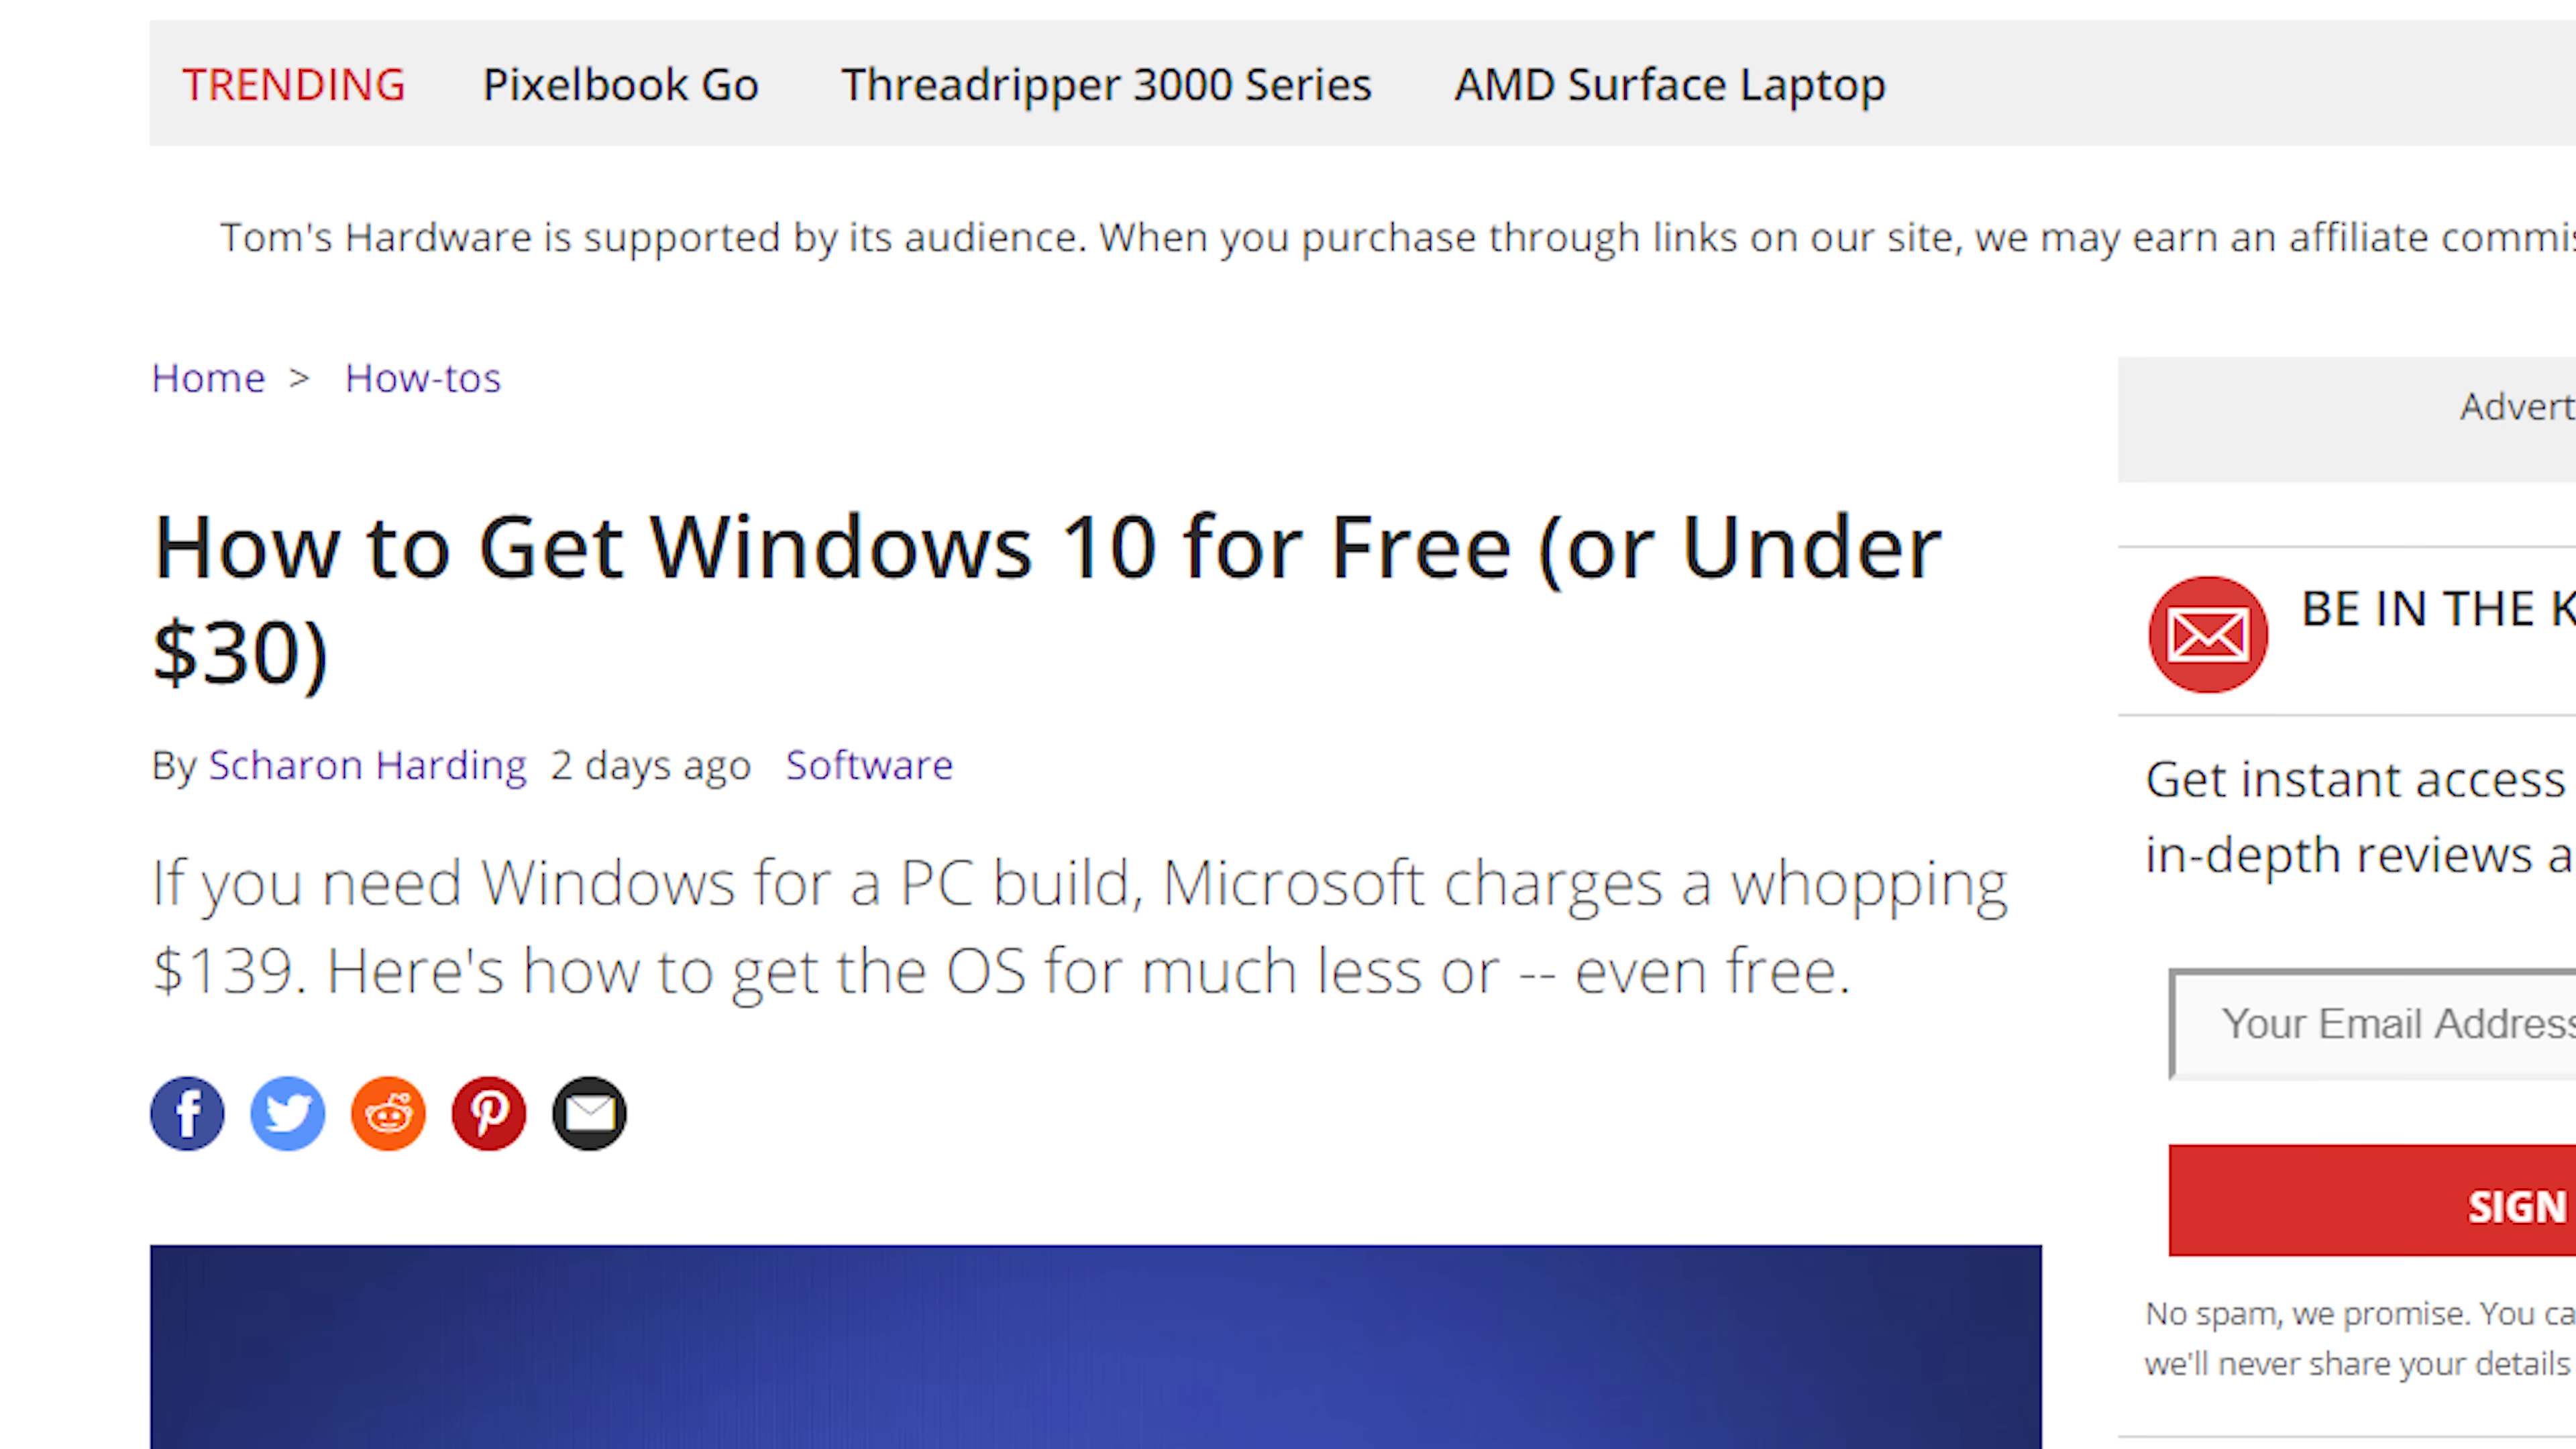 TRENDING Pixelbook Go Threadripper 3000 Series AMD Surface Laptop
Tom's Hardware is supported by its audience. When you purchase through links on our site, we may earn an affiliate
Home > How-tos
How to Get Windows 10 for Free (or Under
$30)
By Scharon Harding 2 days ago Software
If you need Windows for a PC build, Microsoft charges a whopping
$139. Here's how to get the OS for much less or -- even free.
BE IN THE K
Get instant access
in-depth reviews a
Your Email Address
SIGN
No spam, we promise. You ca
we'll never share your details